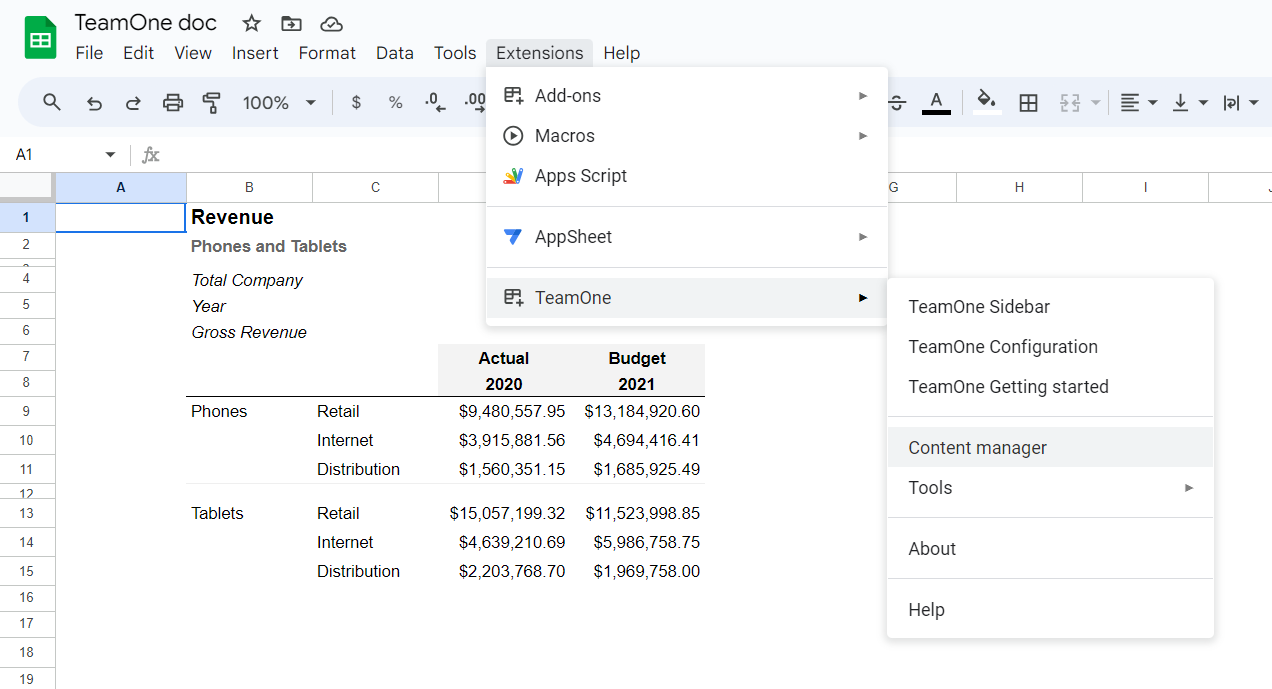 TeamOne doc
File Edit View Insert Format Data Tools Extensions Help
100% $ % .0 .00 A
A1 fx
A B C G H I
1 Revenue
2 Phones and Tablets
4 Total Company
5 Year
6 Gross Revenue
7 Actual Budget
8 2020 2021
9 Phones Retail $9,480,557.95 $13,184,920.60
10 Internet $3,915,881.56 $4,694,416.41
11 Distribution $1,560,351.15 $1,685,925.49
12
13 Tablets Retail $15,057,199.32 $11,523,998.85
14 Internet $4,639,210.69 $5,986,758.75
15 Distribution $2,203,768.70 $1,969,758.00
16
17
18
19
Add-ons
Macros
Apps Script
AppSheet
TeamOne
TeamOne Sidebar
TeamOne Configuration
TeamOne Getting started
Content manager
Tools
About
Help